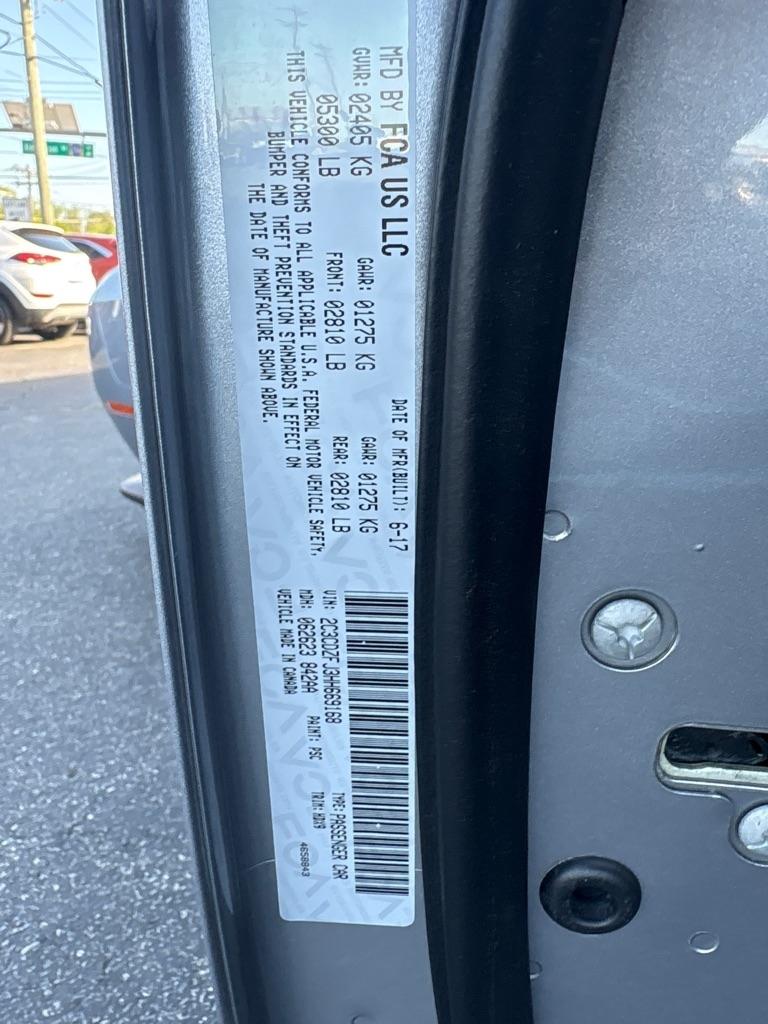 MFD BY FCA US LLC
DATE OF MFR(BUILT): 6-17
GVWR: 02405 KG
GAWR: 01275 KG
GAWR: 01275 KG
05300 LB
FRONT: 02810 LB
REAR: 02810 LB
THIS VEHICLE CONFORMS TO ALL APPLICABLE U.S.A. FEDERAL MOTOR VEHICLE SAFETY,
BUMPER AND THEFT PREVENTION STANDARDS IN EFFECT ON
THE DATE OF MANUFACTURE SHOWN ABOVE.
VIN: 2C3CDZFJ3HH669168
TYPE: PASSENGER CAR
MDH: 062623 842AA
PAINT: PSC
TRIM: HDX9
VEHICLE MADE IN CANADA
4658843